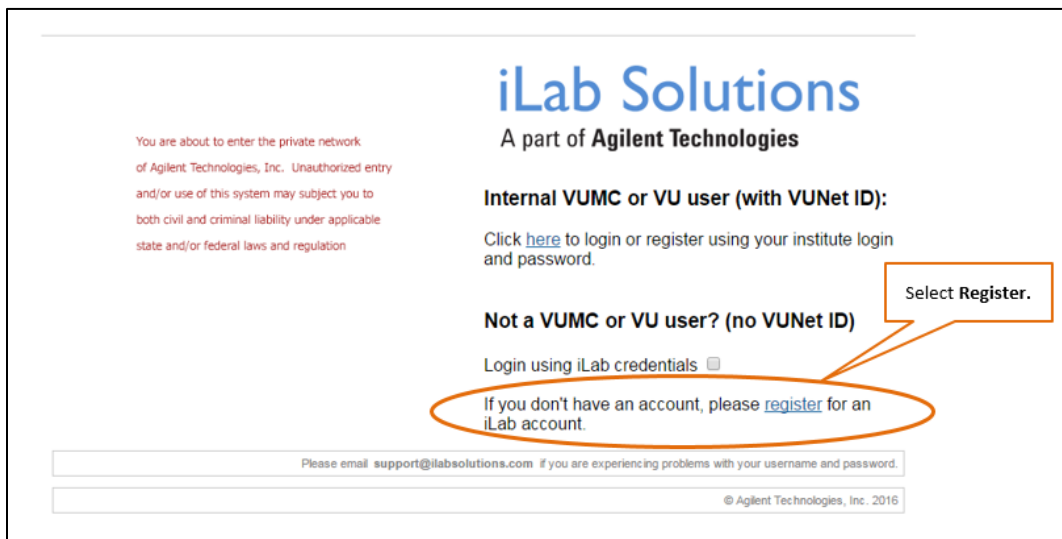 iLab Solutions
A part of Agilent Technologies
You are about to enter the private network
of Agilent Technologies, Inc. Unauthorized entry
and/or use of this system may subject you to
both civil and criminal liability under applicable
state and/or federal laws and regulation
Internal VUMC or VU user (with VUNet ID):
Click here to login or register using your institute login
and password.
Select Register.
Not a VUMC or VU user? (no VUNet ID)
Login using iLab credentials
If you don't have an account, please register for an
iLab account.
Please email support@ilabsolutions.com if you are experiencing problems with your username and password.
© Agilent Technologies, Inc. 2016